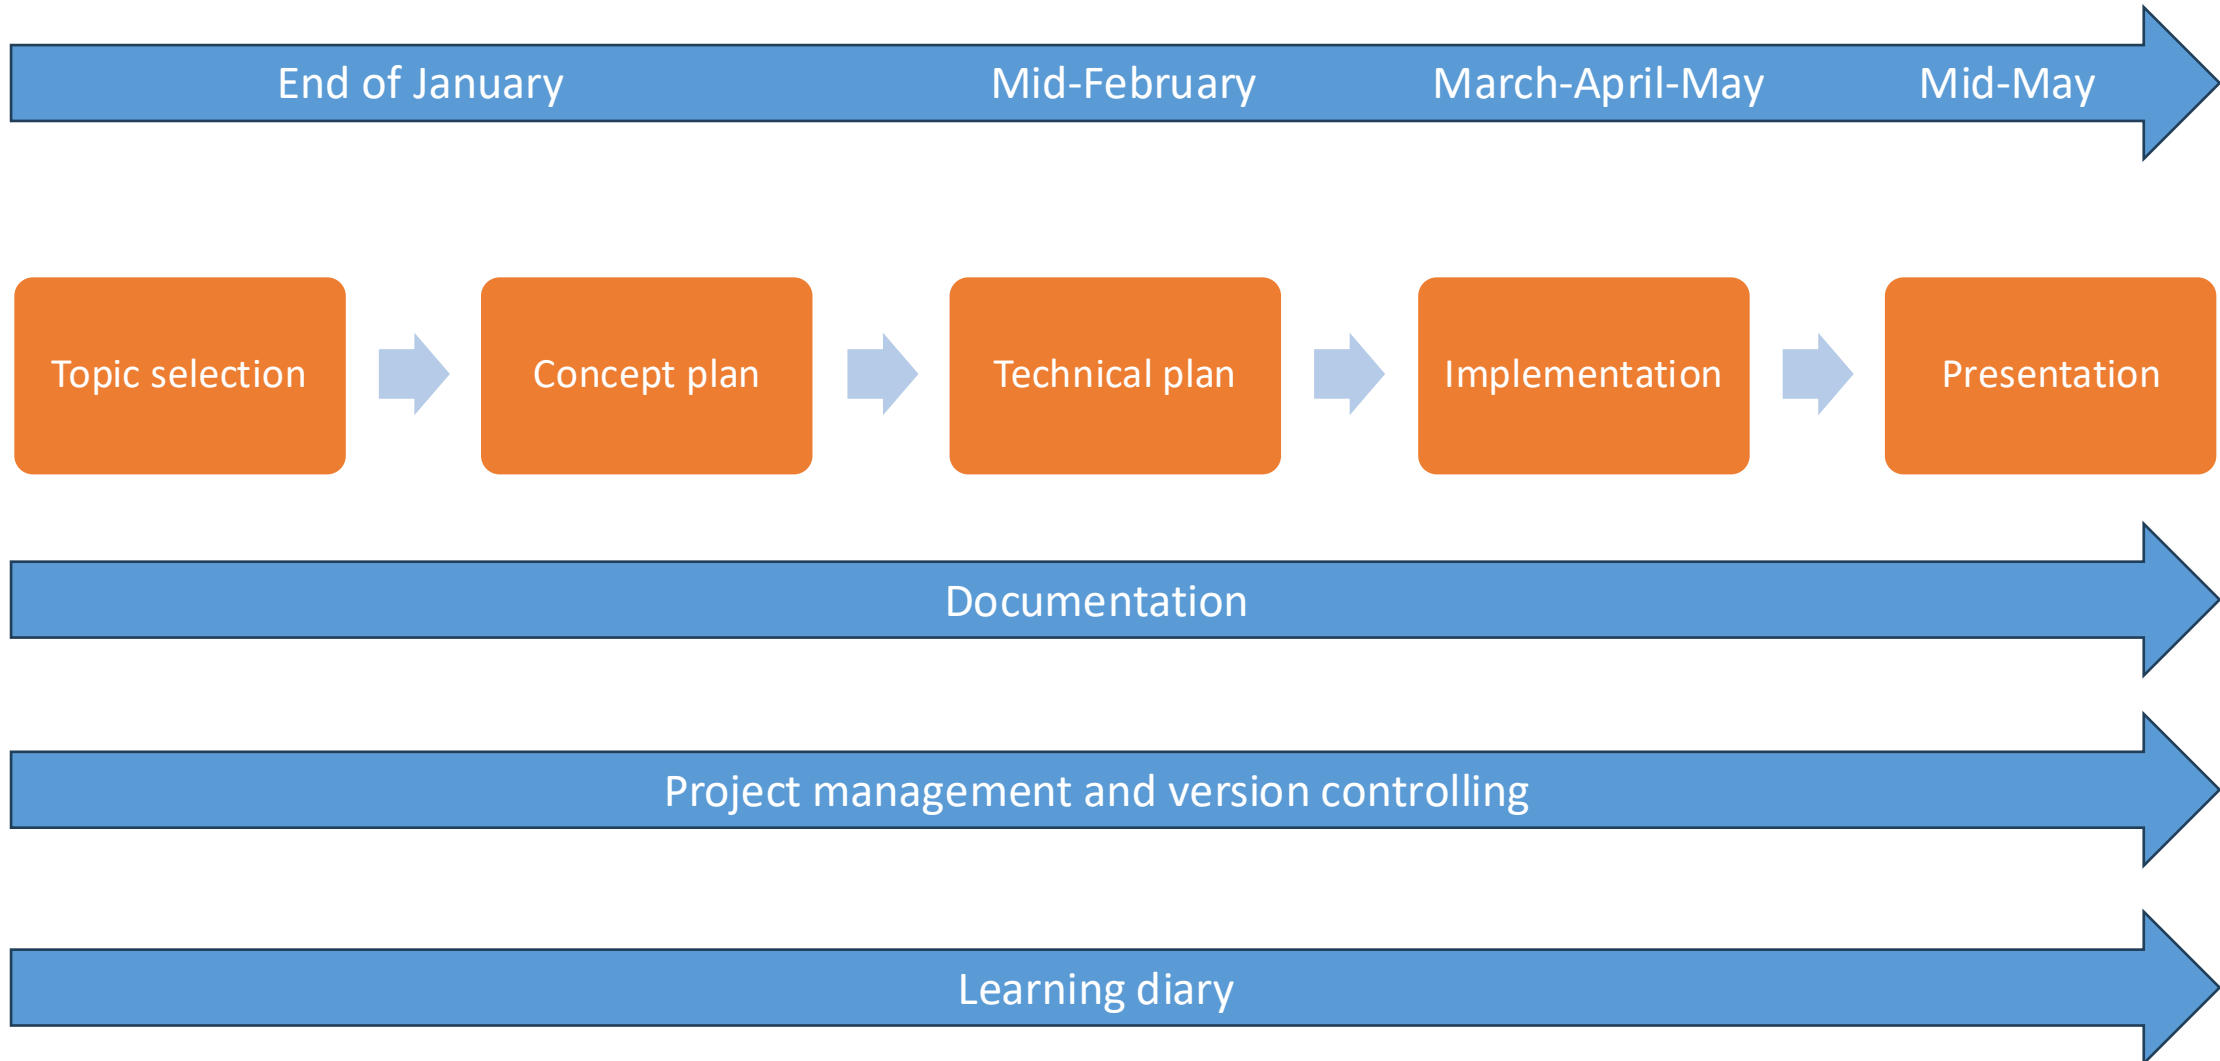 End of January Mid-February March-April-May Mid-May
Topic selection Concept plan Technical plan Implementation Presentation
Documentation
Project management and version controlling
Learning diary